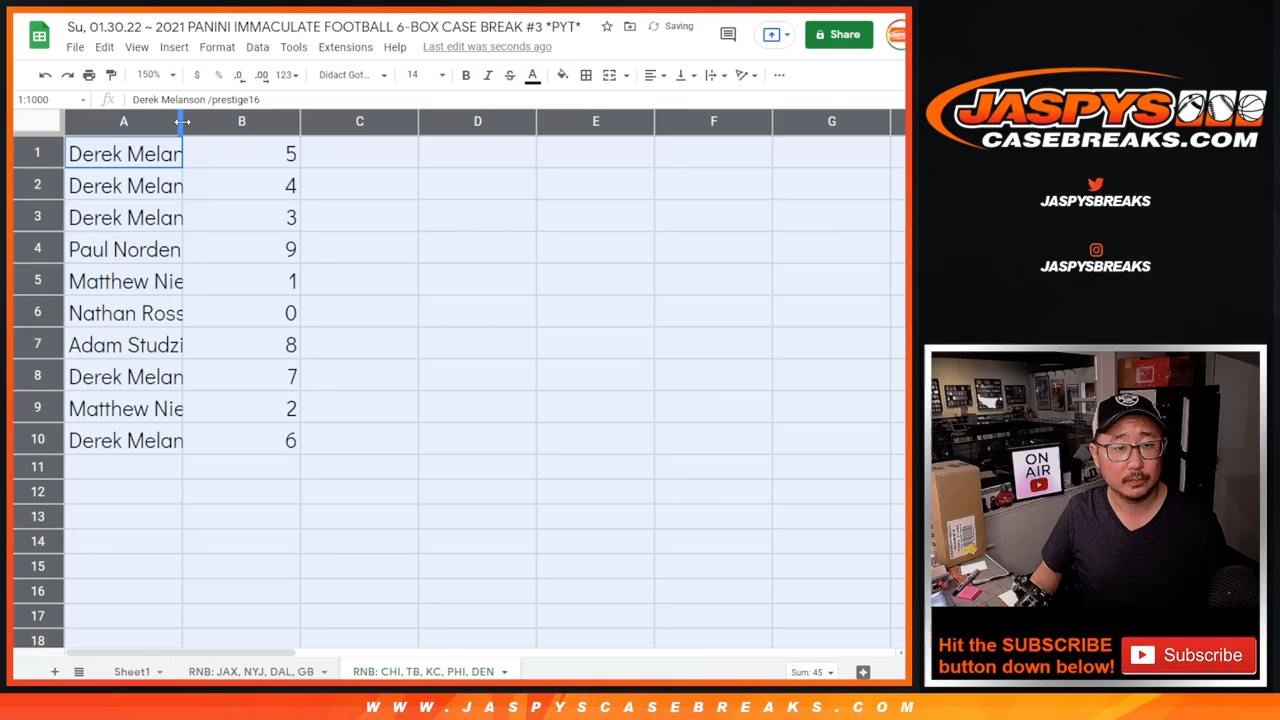 Su, 01.30.22 ~ 2021 PANINI IMMACULATE FOOTBALL 6-BOX CASE BREAK #3 *PYT*
Saving
Share
File Edit View Insert Format Data Tools Extensions Help Last edit was seconds ago
150% $ % .0 .00 123 Didact Got... 14 B I S A
1:1000 fx Derek Melanson /prestige16
A B C D E F G
1 Derek Melan 5
2 Derek Melan 4
3 Derek Melan 3
4 Paul Norden 9
5 Matthew Nie 1
6 Nathan Ross 0
7 Adam Studzi 8
8 Derek Melan 7
9 Matthew Nie 2
10 Derek Melan 6
11
12
13
14
15
16
17
18
Sheet1 RNB: JAX, NYJ, DAL, GB RNB: CHI, TB, KC, PHI, DEN Sum: 45
JASPYS
CASEBREAKS.COM
JASPYSBREAKS
JASPYSBREAKS
ON
AIR
Hit the SUBSCRIBE
button down below!
Subscribe
WWW.JASPYSCASEBREAKS.COM